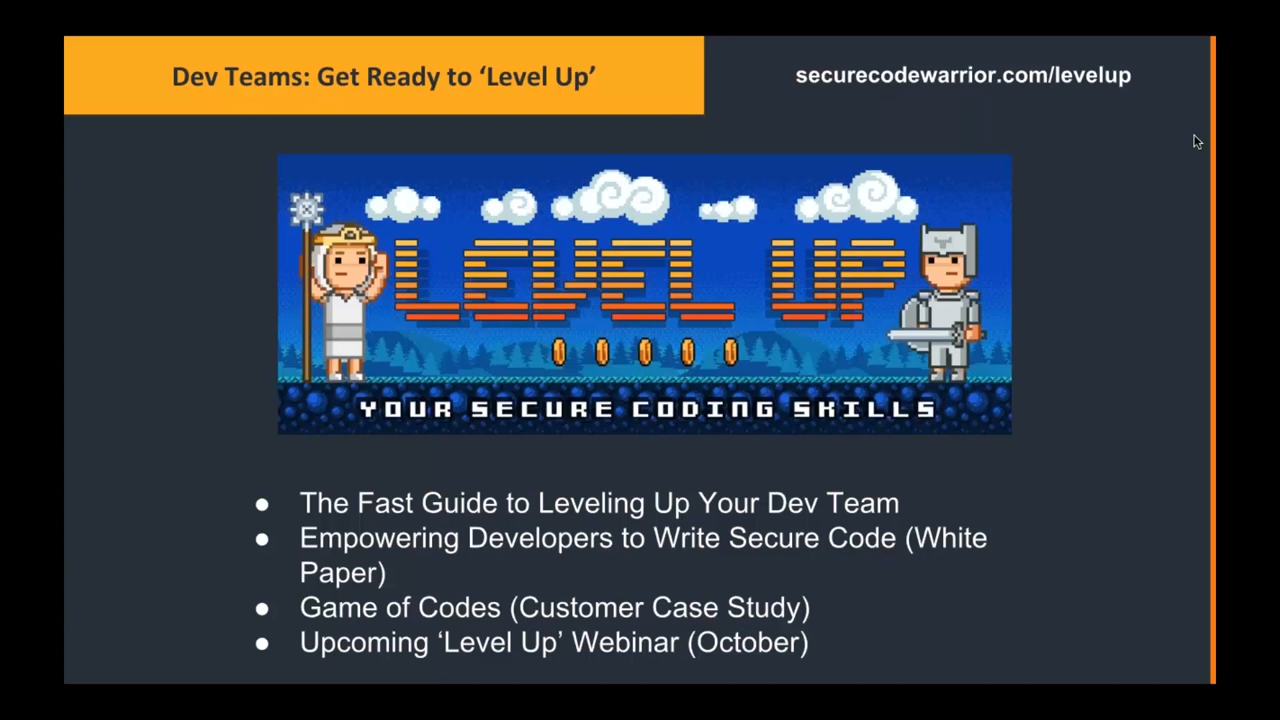 Dev Teams: Get Ready to ‘Level Up’
securecodewarrior.com/levelup
LEVEL UP
YOUR SECURE CODING SKILLS
● The Fast Guide to Leveling Up Your Dev Team
● Empowering Developers to Write Secure Code (White
Paper)
● Game of Codes (Customer Case Study)
● Upcoming ‘Level Up’ Webinar (October)